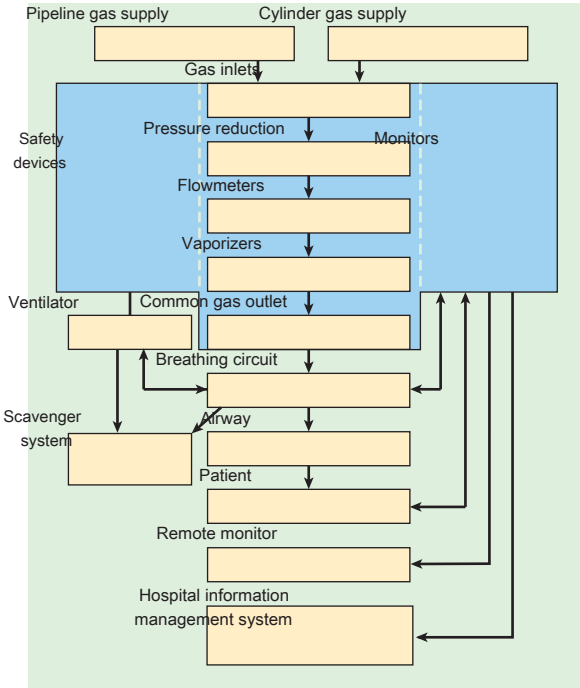 Pipeline gas supply
Cylinder gas supply
Gas inlets
Pressure reduction
Safety
devices
Monitors
Flowmeters
Vaporizers
Ventilator
Common gas outlet
Breathing circuit
Scavenger
system
Airway
Patient
Remote monitor
Hospital information
management system